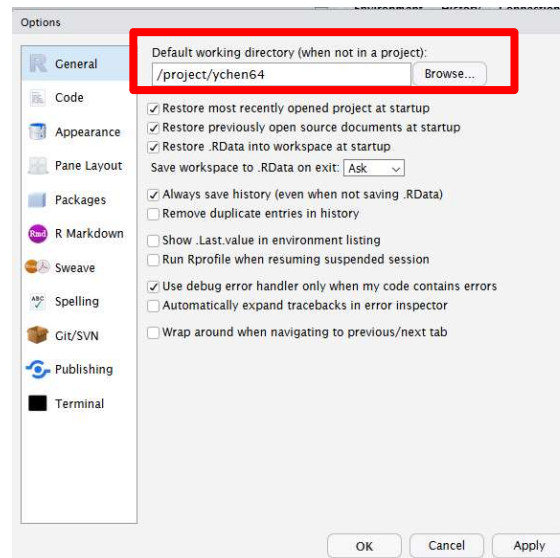 Environment History Connection
Options
General
Code
Appearance
Pane Layout
Packages
Rmd R Markdown
Sweave
ABC Spelling
Git/SVN
Publishing
Terminal
Default working directory (when not in a project):
/project/ychen64 Browse...
Restore most recently opened project at startup
Restore previously open source documents at startup
Restore .RData into workspace at startup
Save workspace to .RData on exit: Ask
Always save history (even when not saving .RData)
Remove duplicate entries in history
Show .Last.value in environment listing
Run Rprofile when resuming suspended session
Use debug error handler only when my code contains errors
Automatically expand tracebacks in error inspector
Wrap around when navigating to previous/next tab
OK Cancel Apply